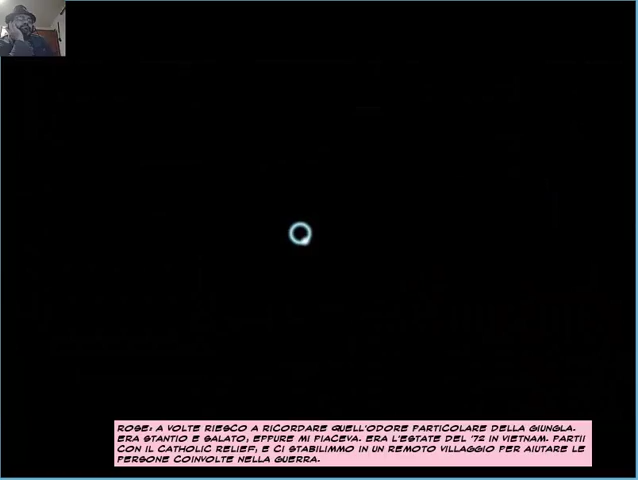 ROSE: A VOLTE RIESCO A RICORDARE QUELL'ODORE PARTICOLARE DELLA GIUNGLA.
ERA STANTIO E SALATO, EPPURE MI PIACEVA. ERA L'ESTATE DEL '72 IN VIETNAM. PARTII
CON IL CATHOLIC RELIEF, E CI STABILIMMO IN UN REMOTO VILLAGGIO PER AIUTARE LE
PERSONE COINVOLTE NELLA GUERRA.